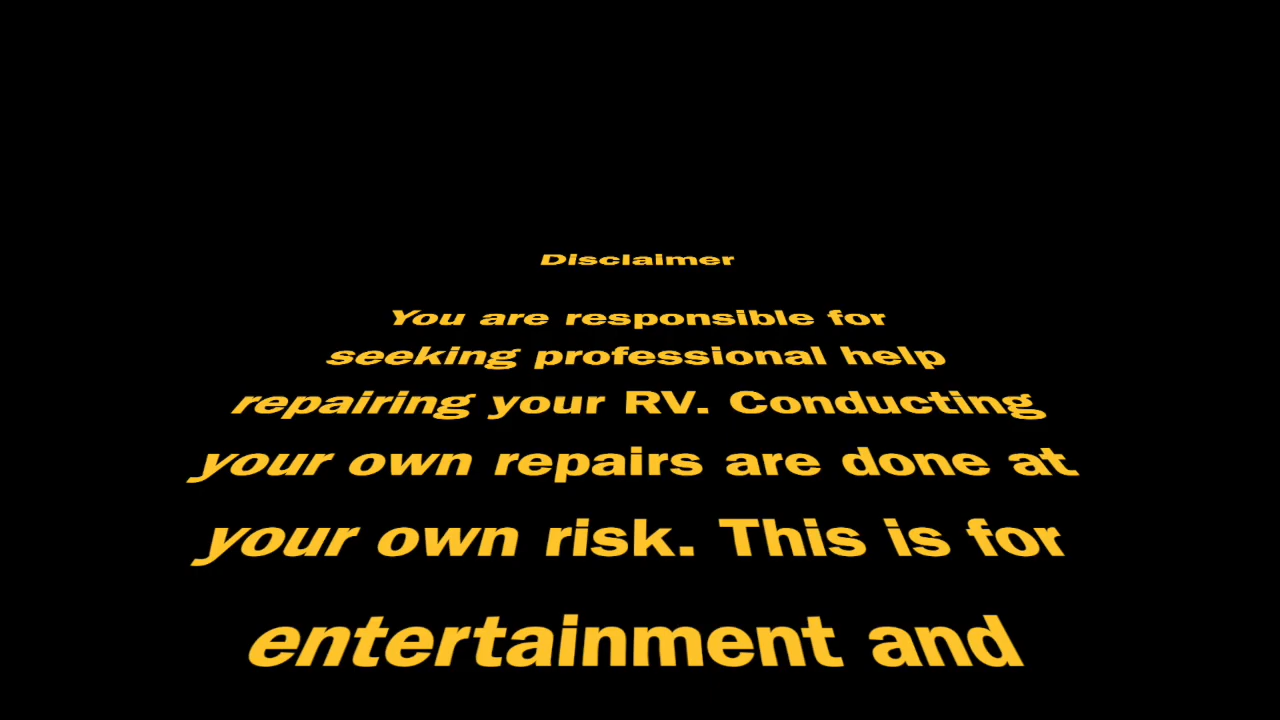 Disclaimer
You are responsible for
seeking professional help
repairing your RV. Conducting
your own repairs are done at
your own risk. This is for
entertainment and